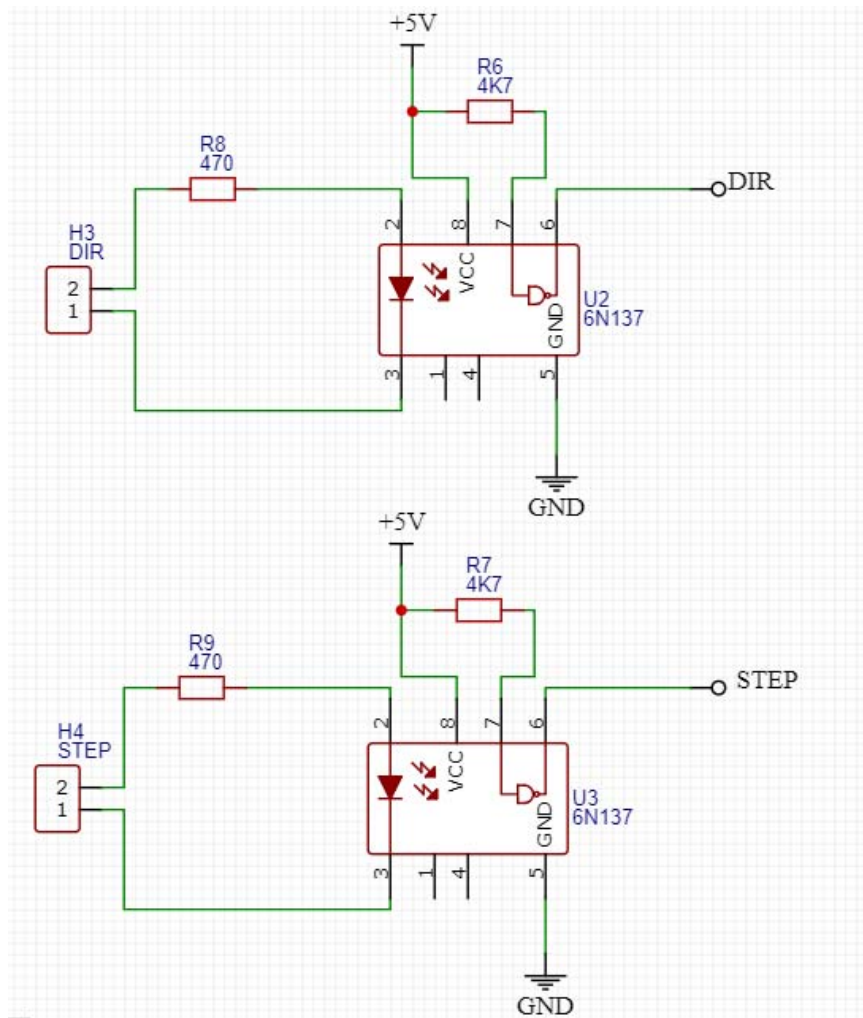 +5V
R6
4K7
R8
470
DIR
2
8
7
6
H3
DIR
VCC
2
1
U2
6N137
GND
3
1
4
5
GND
+5V
R7
4K7
R9
470
STEP
2
8
7
6
H4
STEP
VCC
2
1
U3
6N137
GND
3
1
4
5
GND